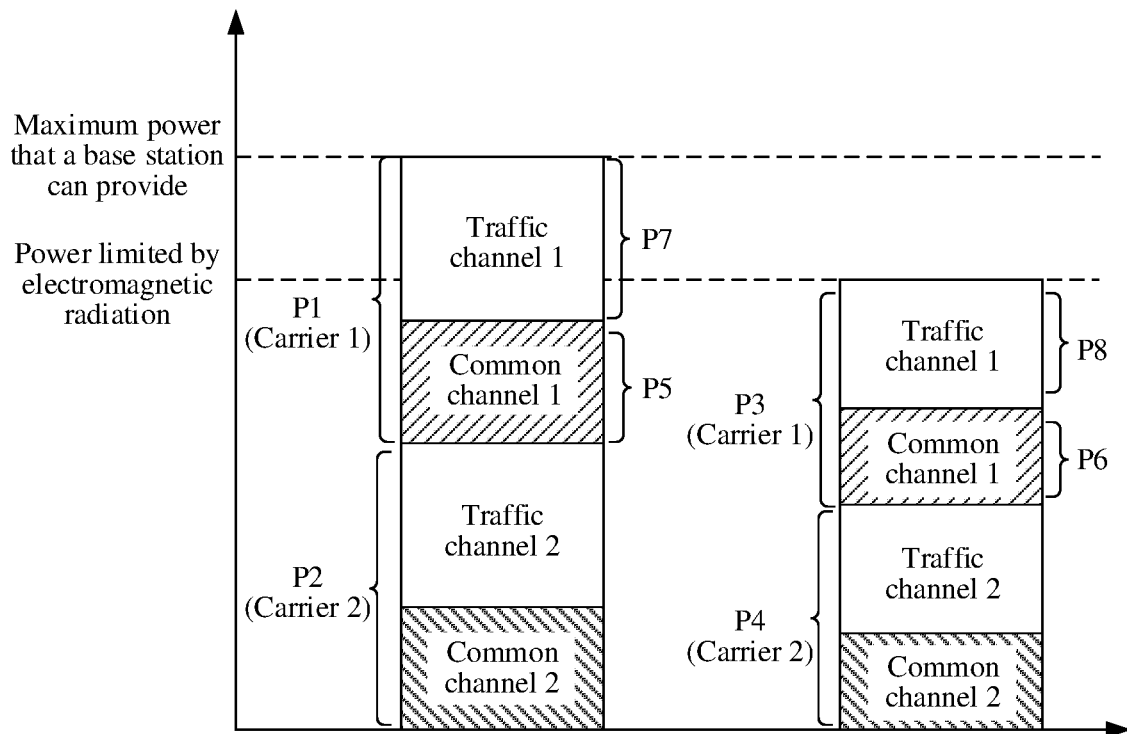 Maximum power
that a base station
can provide
Power limited by
electromagnetic
radiation
P1
(Carrier 1)
P2
(Carrier 2)
Traffic
channel 1
Common
channel 1
Traffic
channel 2
Common
channel 2
P7
P5
P3
(Carrier 1)
P4
(Carrier 2)
Traffic
channel 1
Common
channel 1
Traffic
channel 2
Common
channel 2
P8
P6